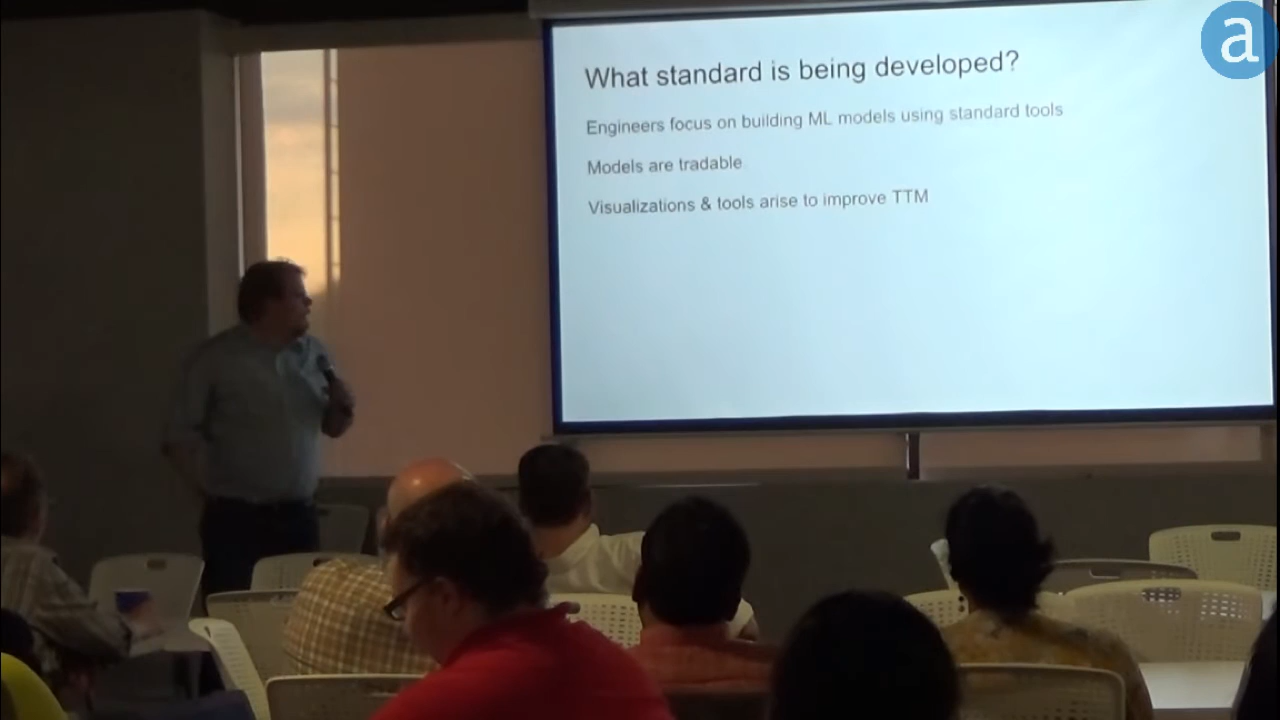 a
What standard is being developed?
Engineers focus on building ML models using standard tools
Models are tradable
Visualizations & tools arise to improve TTM